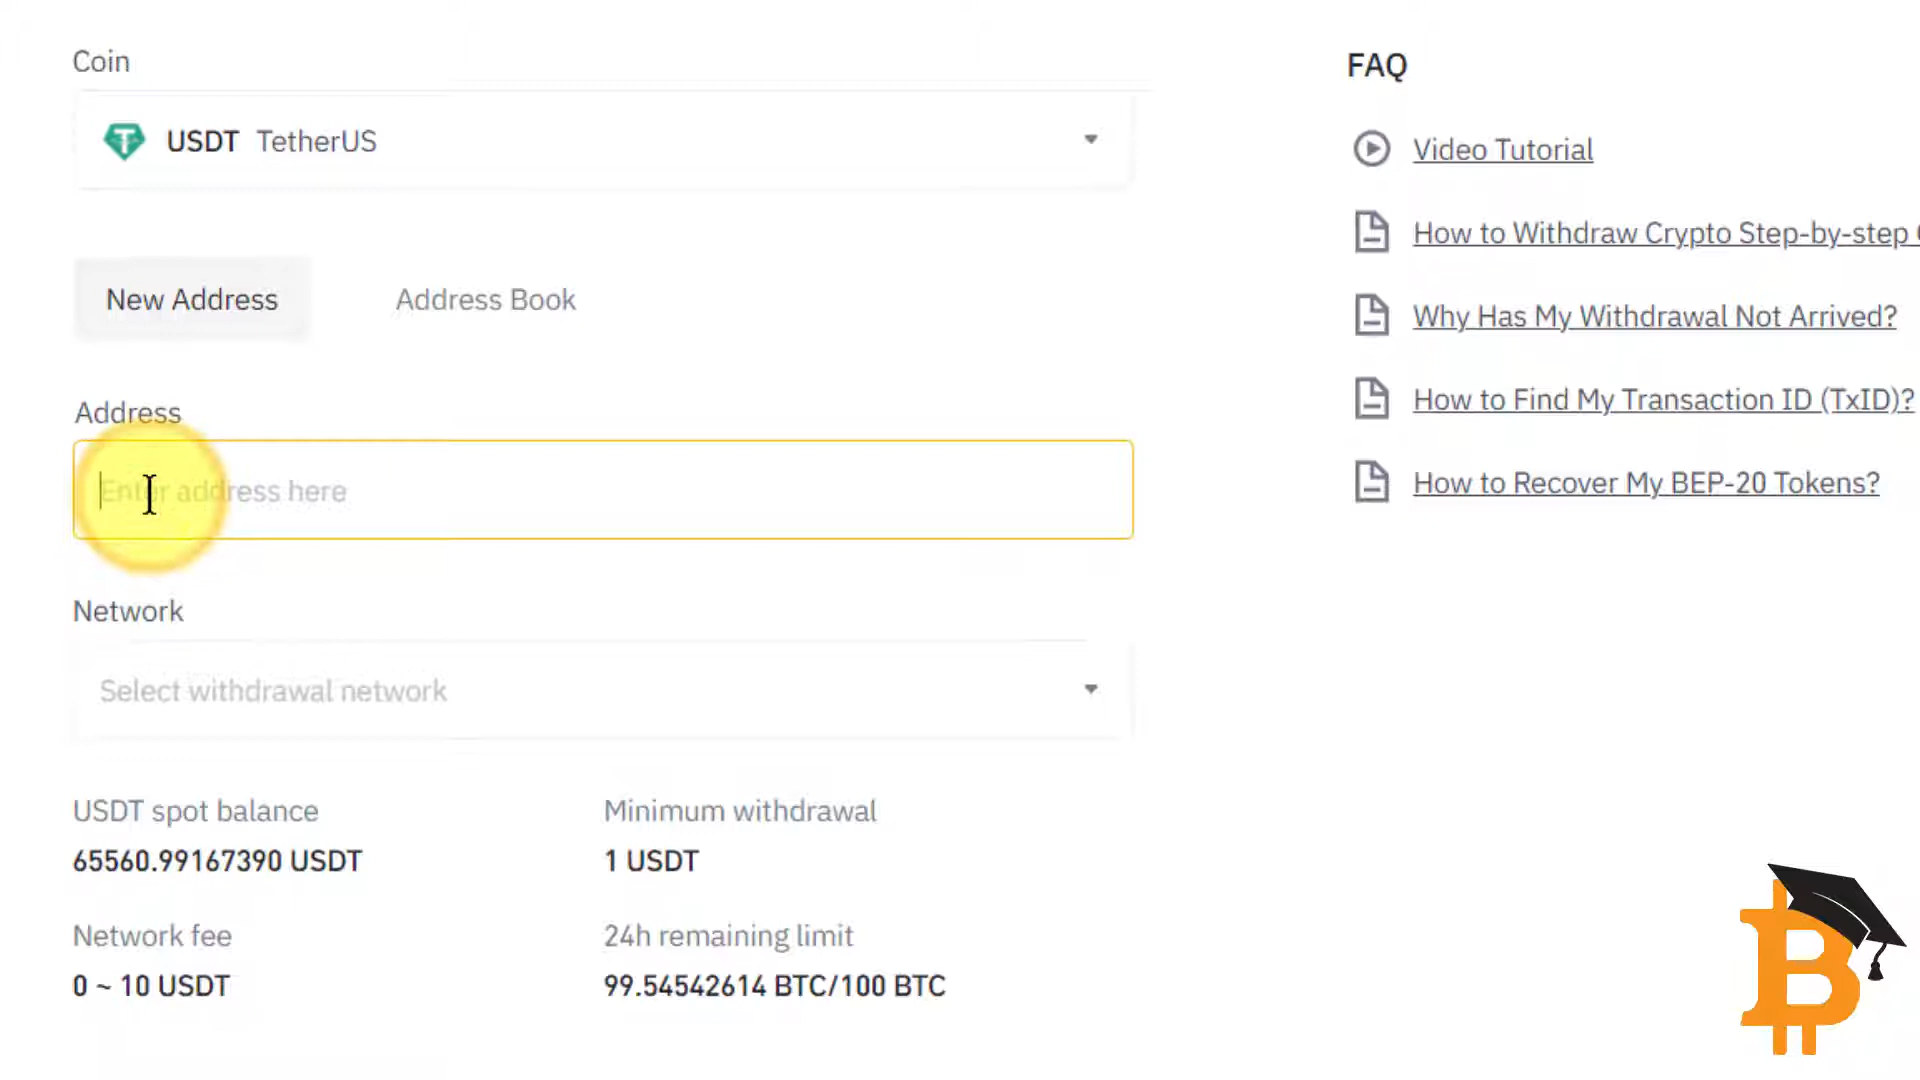 Coin
USDT TetherUS
New Address
Address Book
Address
Enter address here
Network
Select withdrawal network
USDT spot balance
65560.99167390 USDT
Minimum withdrawal
1 USDT
Network fee
0 ~ 10 USDT
24h remaining limit
99.54542614 BTC/100 BTC
FAQ
Video Tutorial
How to Withdraw Crypto Step-by-step
Why Has My Withdrawal Not Arrived?
How to Find My Transaction ID (TxID)?
How to Recover My BEP-20 Tokens?